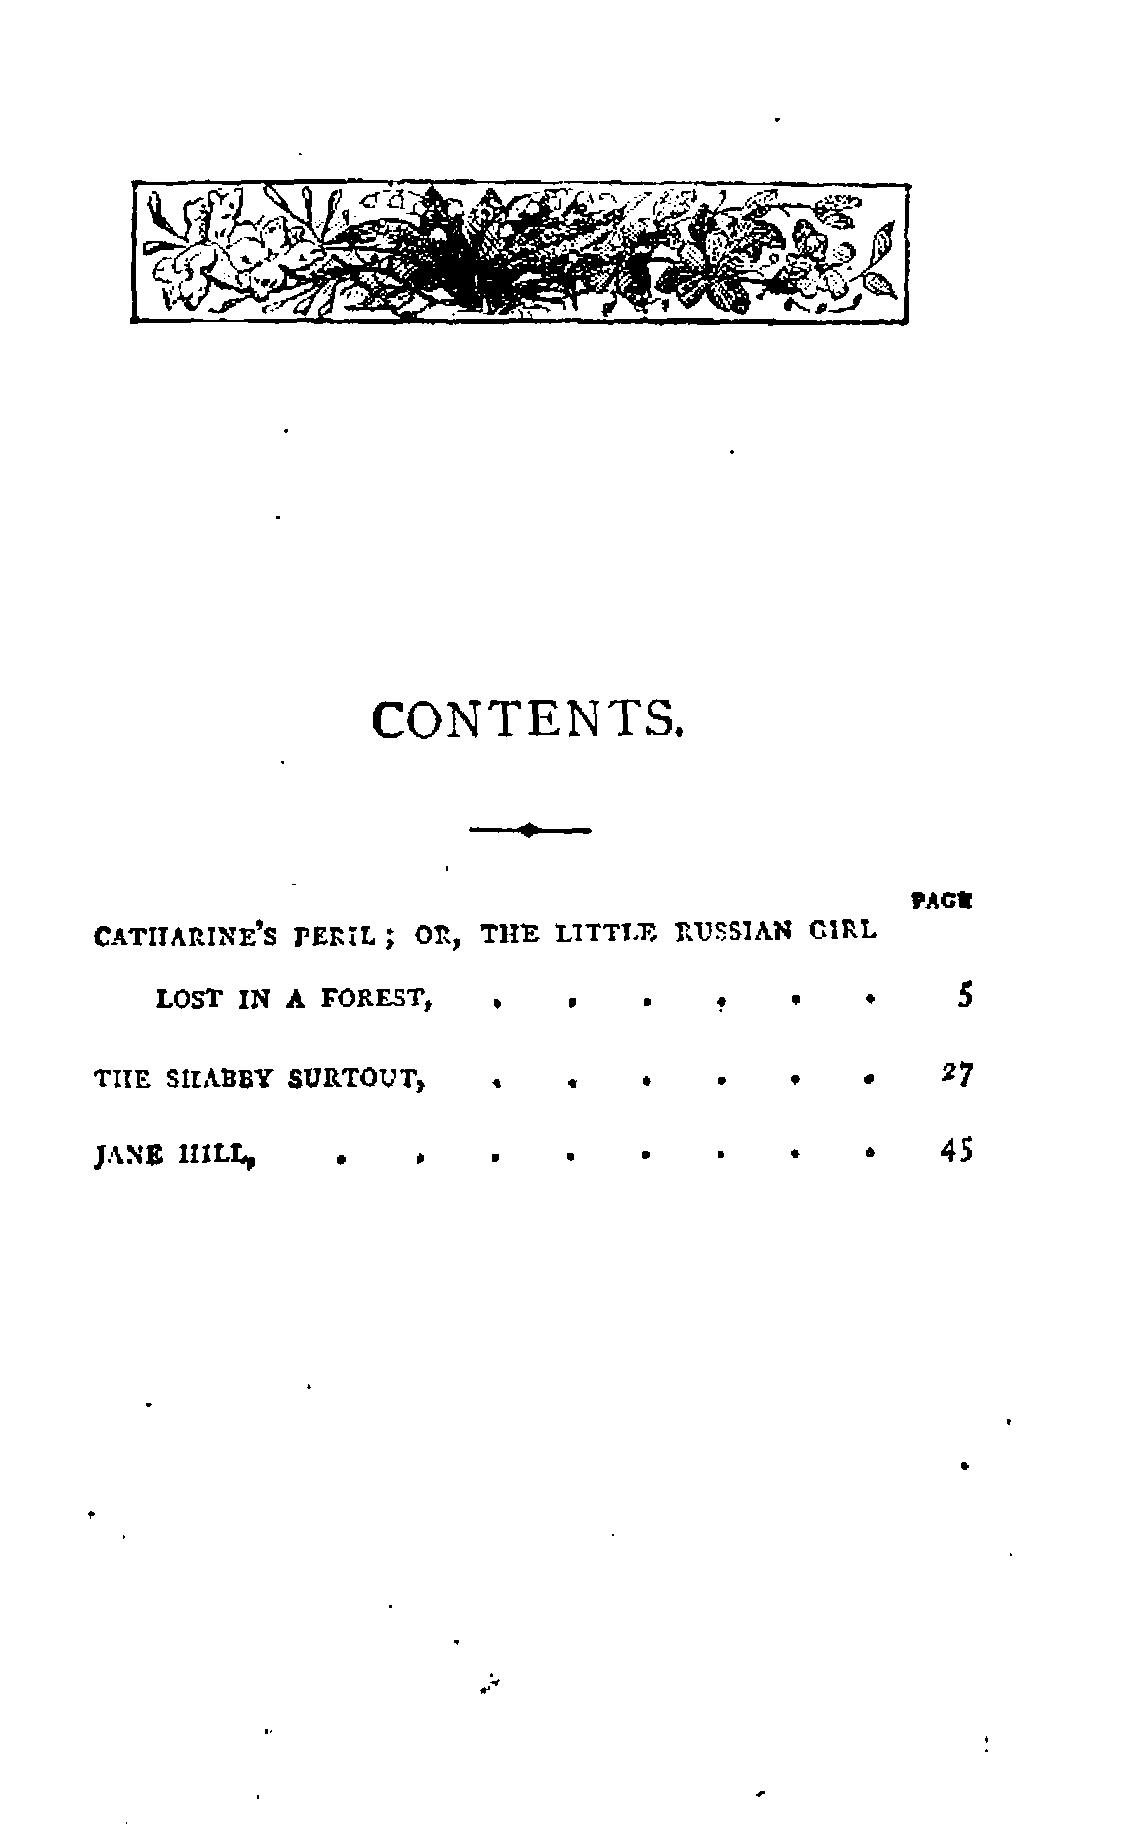 CONTENTS.
PAGE
CATHARINE'S PERIL; OR, THE LITTLE RUSSIAN GIRL
LOST IN A FOREST, . . . . . . 5
THE SHABBY SURTOUT, . . . . . . 27
JANE HILL, . . . . . . . . 45